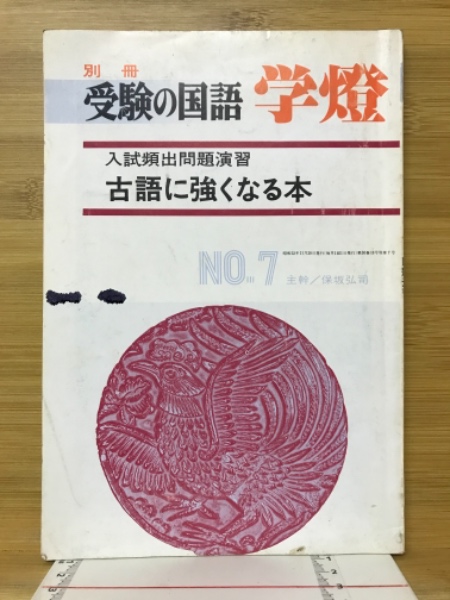 別冊
受験の国語 学燈
入試頻出問題演習
古語に強くなる本
NO. 7 主幹/保坂弘司